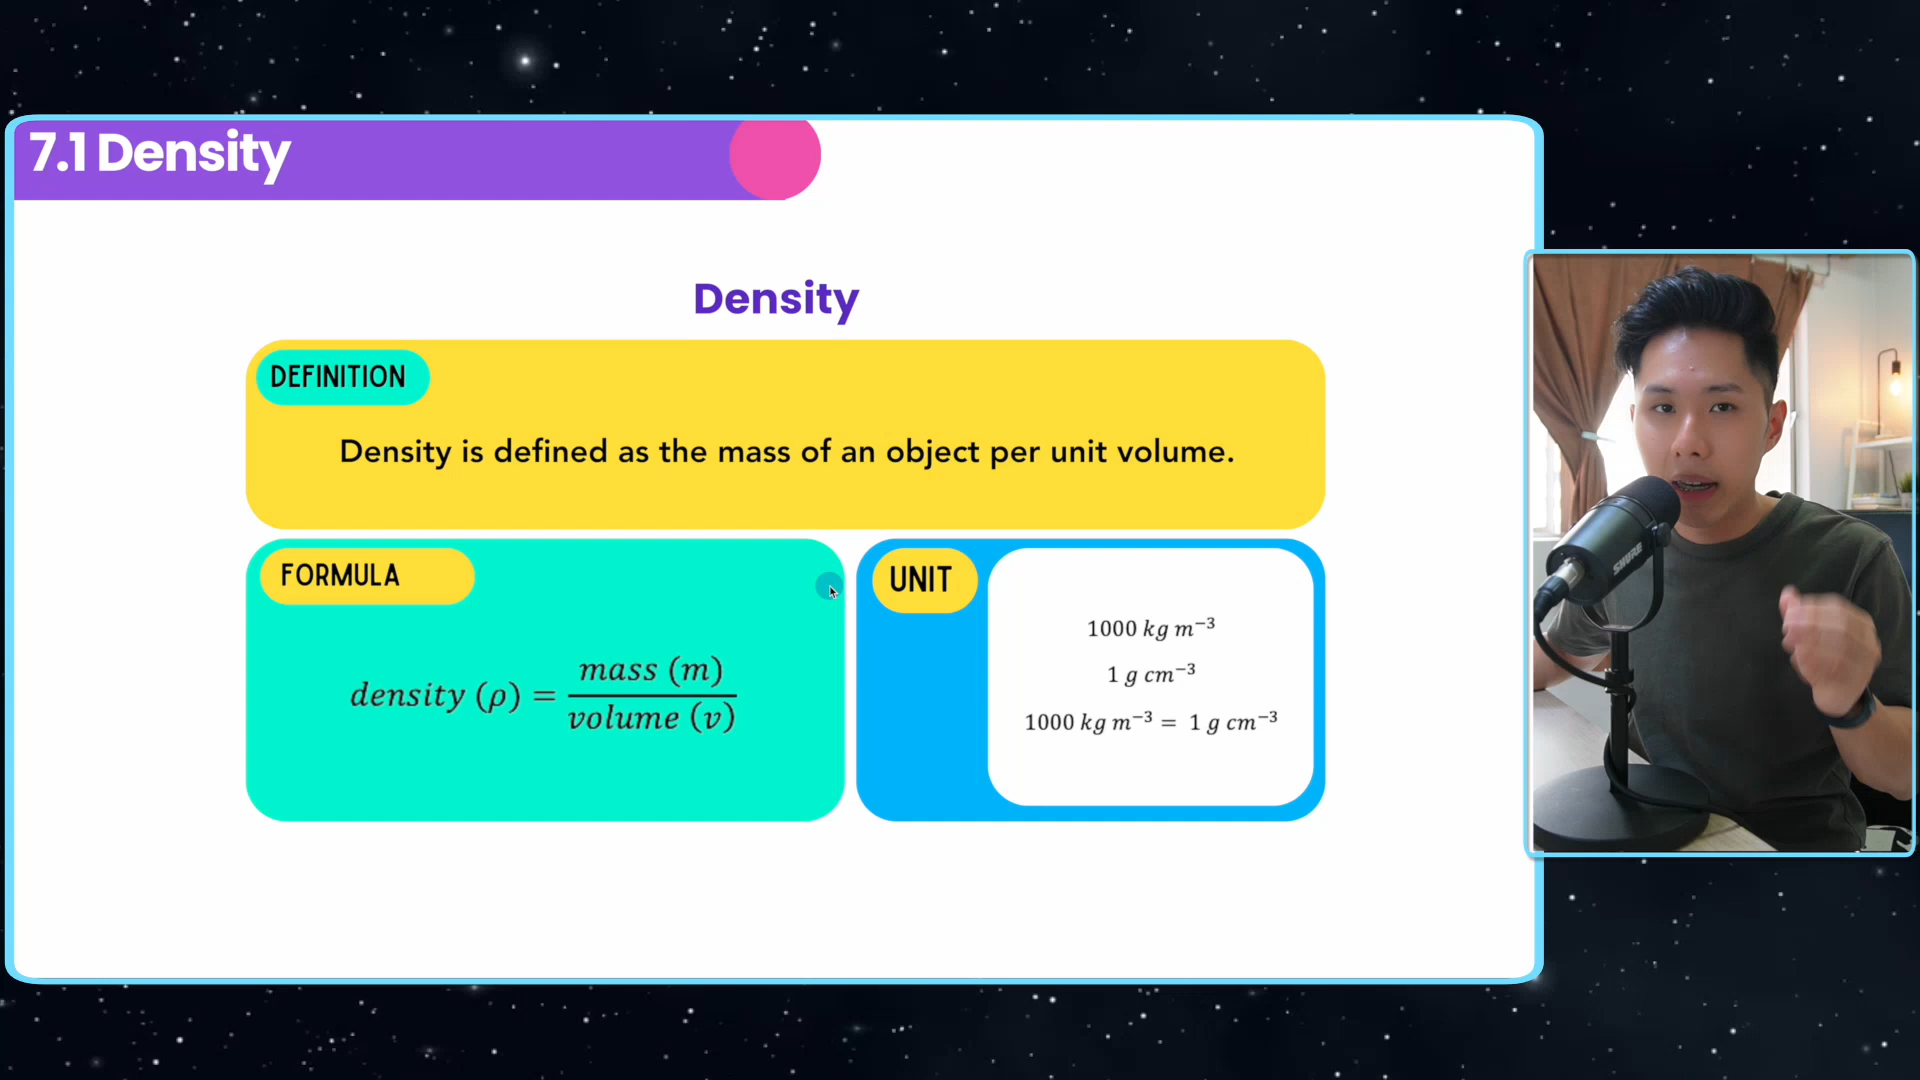 7.1 Density
Density
DEFINITION
Density is defined as the mass of an object per unit volume.
FORMULA
density (ρ) = mass (m) / volume (v)
UNIT
1000 kg m⁻³
1 g cm⁻³
1000 kg m⁻³ = 1 g cm⁻³
SHURE